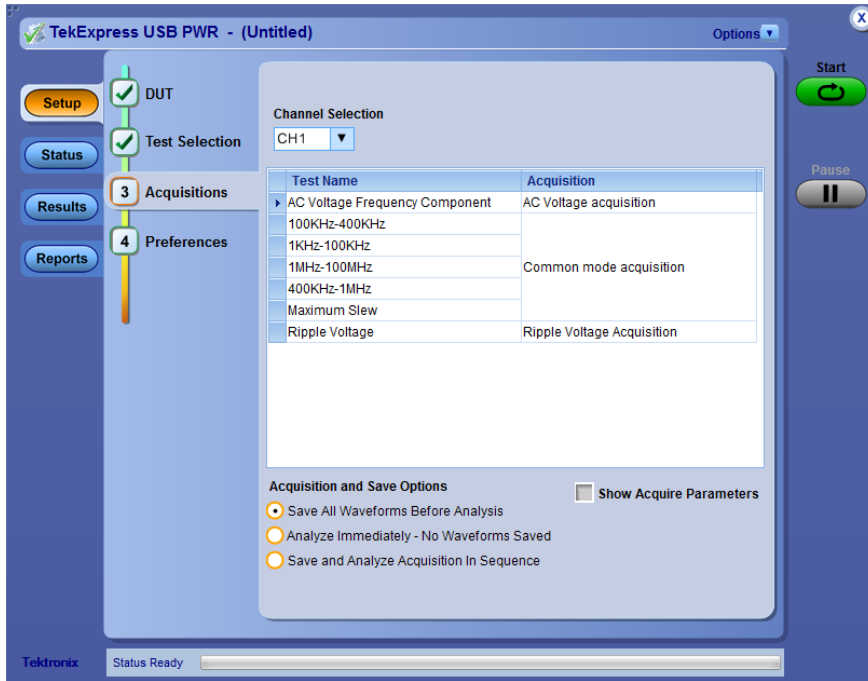 TekExpress USB PWR - (Untitled)
Options
X
Start
Setup
DUT
Channel Selection
CH1
Status
Test Selection
Pause
Test Name Acquisition
3 Acquisitions
AC Voltage Frequency Component AC Voltage acquisition
Results
100KHz-400KHz
4 Preferences
1KHz-100KHz
Reports
1MHz-100MHz Common mode acquisition
400KHz-1MHz
Maximum Slew
Ripple Voltage Ripple Voltage Acquisition
Acquisition and Save Options
Show Acquire Parameters
Save All Waveforms Before Analysis
Analyze Immediately - No Waveforms Saved
Save and Analyze Acquisition In Sequence
Tektronix
Status Ready